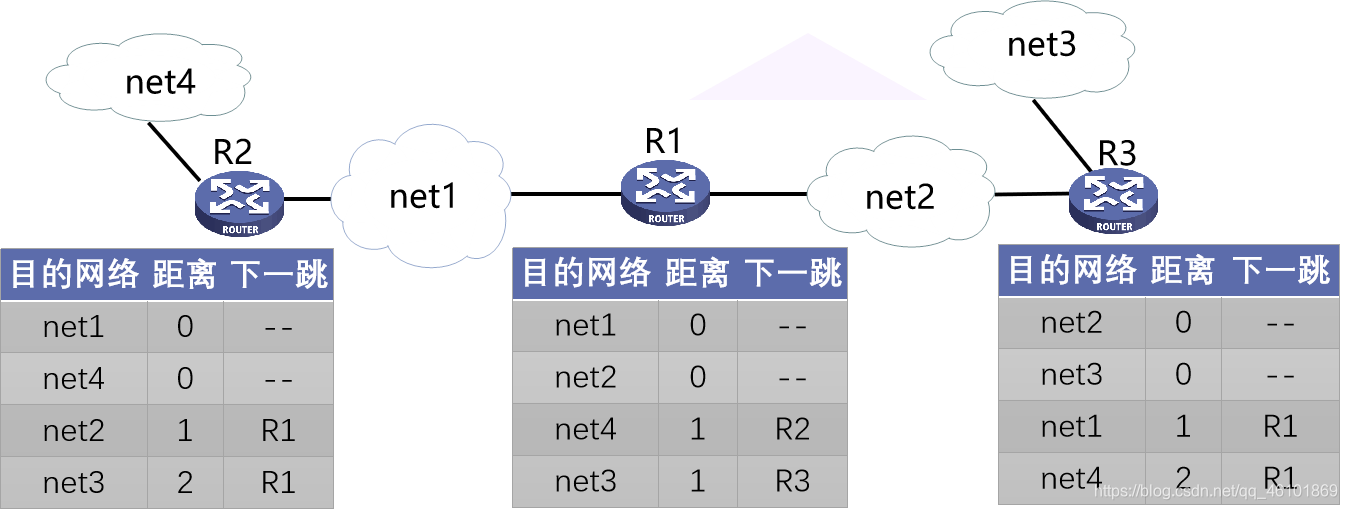 net4
R2
ROUTER
net1
R1
ROUTER
net2
net3
R3
ROUTER
目的网络 距离 下一跳
net1 0 --
net4 0 --
net2 1 R1
net3 2 R1
目的网络 距离 下一跳
net1 0 --
net2 0 --
net4 1 R2
net3 1 R3
目的网络 距离 下一跳
net2 0 --
net3 0 --
net1 1 R1
net4 2 R1
https://blog.csdn.net/qq_46101869